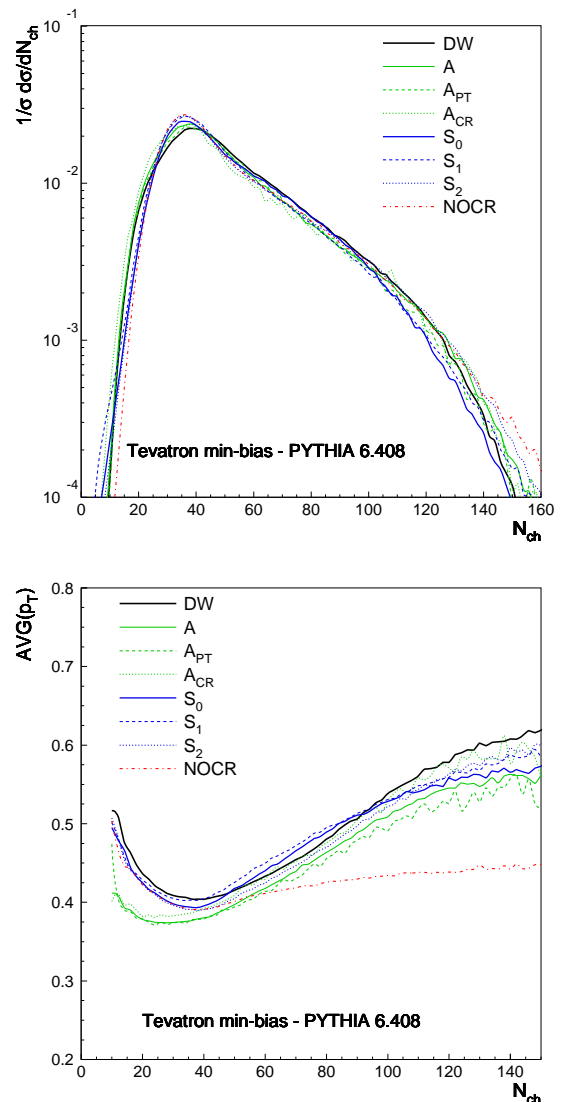 1/σ dσ/dN_ch
10^-1
10^-2
10^-3
10^-4
DW
A
A_PT
A_CR
S_0
S_1
S_2
NOCR
Tevatron min-bias - PYTHIA 6.408
0 20 40 60 80 100 120 140 160
N_ch
AVG(p_T)
0.8
0.7
0.6
0.5
0.4
0.3
0.2
DW
A
A_PT
A_CR
S_0
S_1
S_2
NOCR
Tevatron min-bias - PYTHIA 6.408
0 20 40 60 80 100 120 140
N_ch